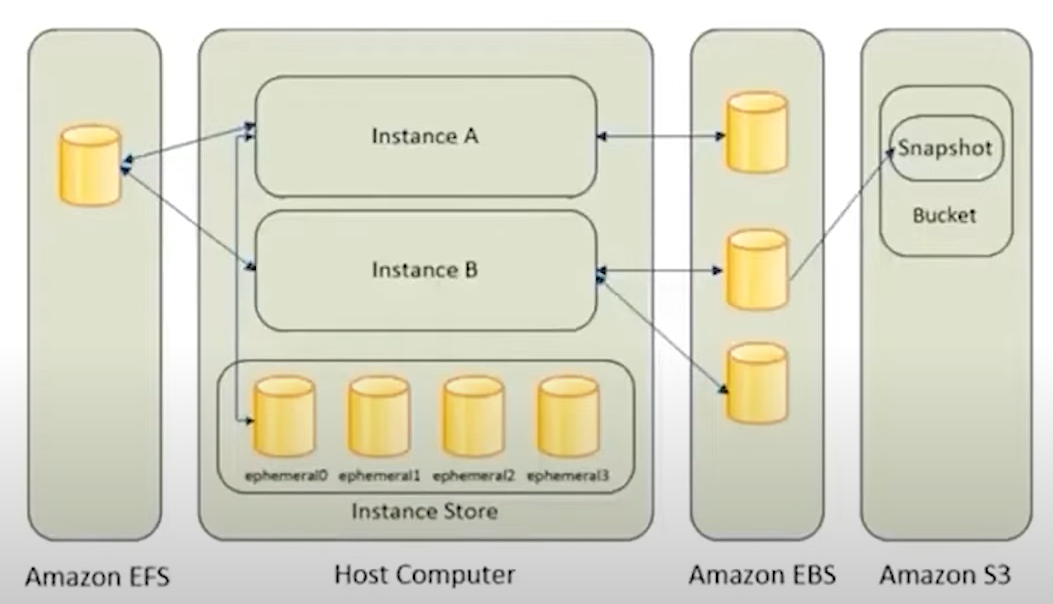 Instance A
Instance B
ephemeral0 ephemeral1 ephemeral2 ephemeral3
Instance Store
Snapshot
Bucket
Amazon EFS
Host Computer
Amazon EBS
Amazon S3